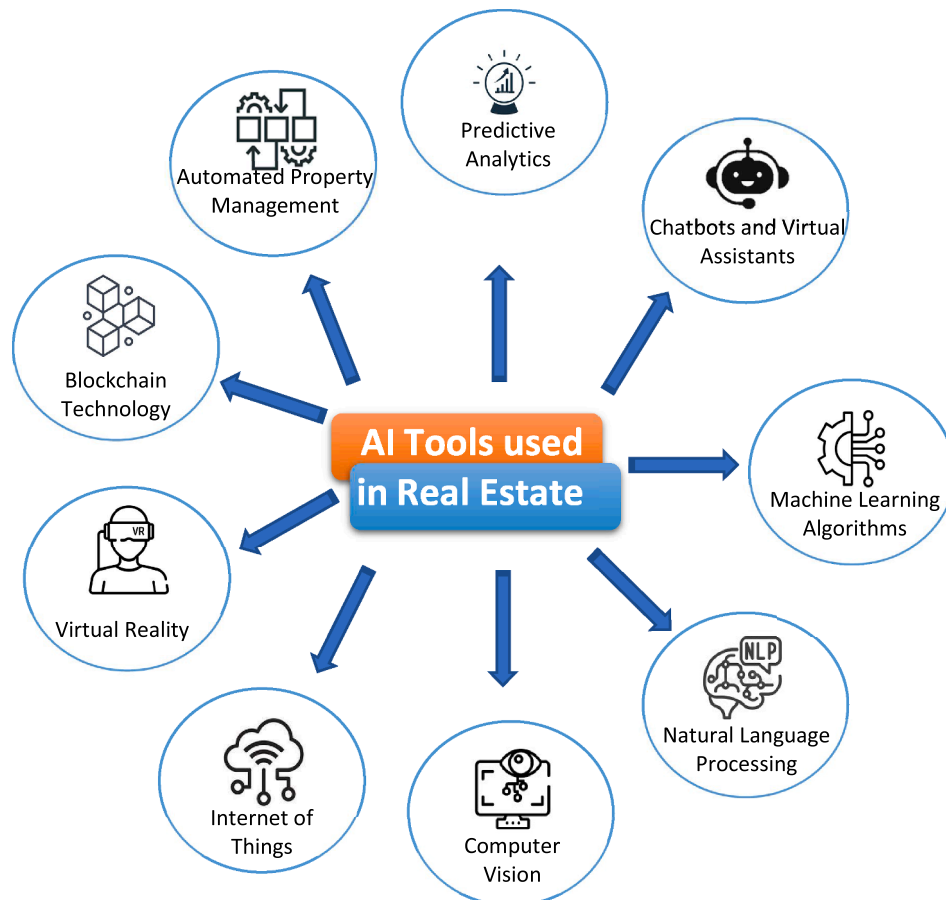 Predictive
Analytics
Automated Property
Management
Chatbots and Virtual
Assistants
Blockchain
Technology
AI Tools used
in Real Estate
Machine Learning
Algorithms
VR
Virtual Reality
NLP
Natural Language
Processing
Internet of
Things
Computer
Vision